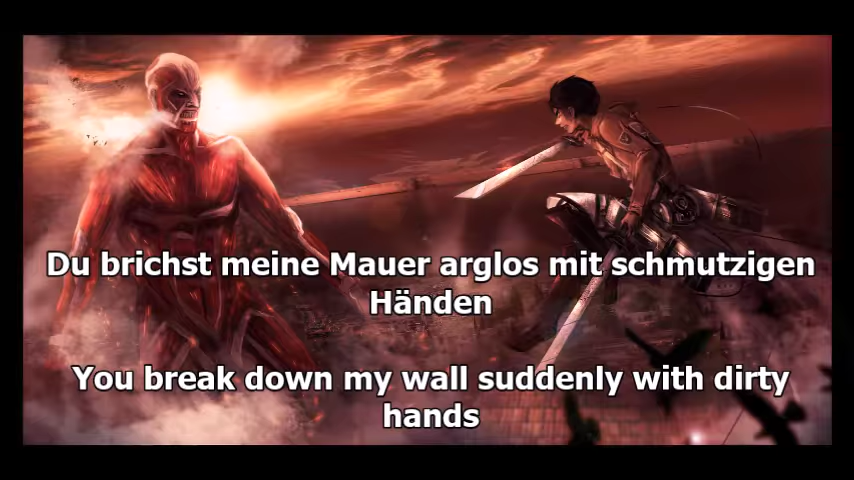 Du brichst meine Mauer arglos mit schmutzigen
Händen
You break down my wall suddenly with dirty
hands